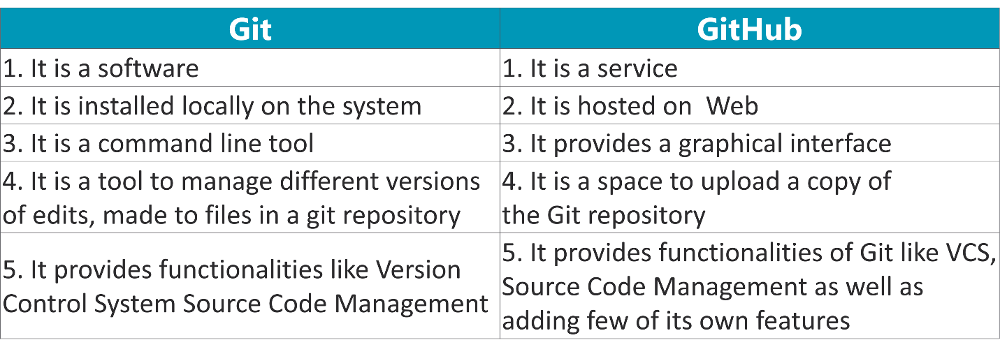 Git
GitHub
1. It is a software
1. It is a service
2. It is installed locally on the system
2. It is hosted on  Web
3. It is a command line tool
3. It provides a graphical interface
4. It is a tool to manage different versions
of edits, made to files in a git repository
4. It is a space to upload a copy of
the Git repository
5. It provides functionalities like Version
Control System Source Code Management
5. It provides functionalities of Git like VCS,
Source Code Management as well as
adding few of its own features